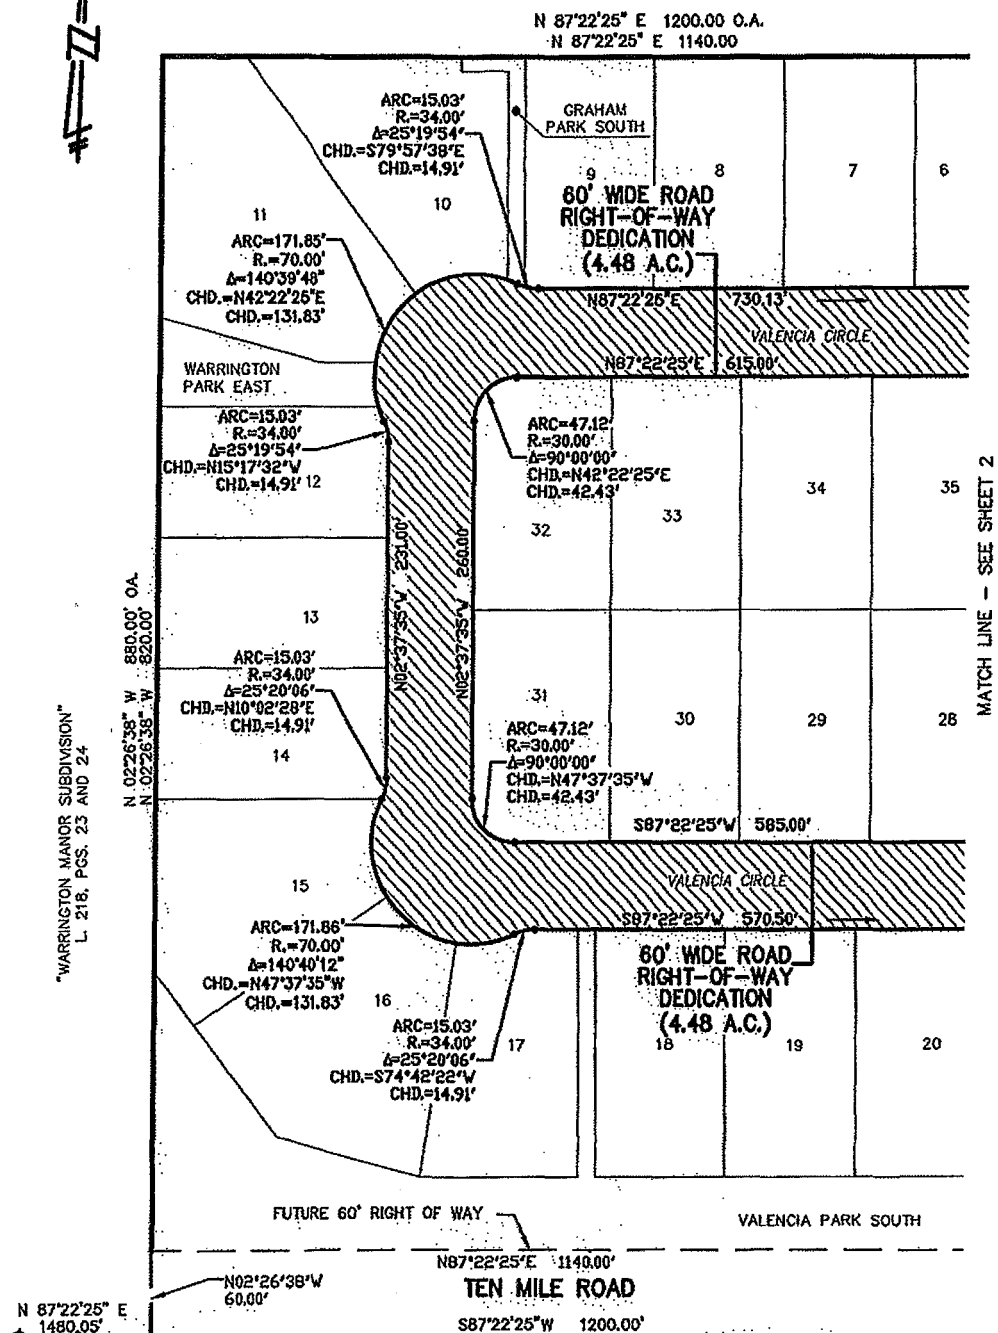 N 87°22'25" E 1200.00 O.A.
N 87°22'25" E 1140.00
ARC=15.03'
R.=34.00'
Δ=25°19'54"
CHD.=S79°57'38"E
CHD.=14.91'
GRAHAM
PARK SOUTH
9
8
7
6
10
11
60' WIDE ROAD
RIGHT-OF-WAY
DEDICATION
(4.48 A.C.)
ARC=171.85'
R.=70.00'
Δ=140°39'48"
CHD.=N42°22'25"E
CHD.=131.83'
N87°22'25"E 730.13'
VALENCIA CIRCLE
N87°22'25"E 615.00'
WARRINGTON
PARK EAST
ARC=15.03'
R.=34.00'
Δ=25°19'54"
CHD.=N15°17'32"W
CHD.=14.91'
12
ARC=47.12'
R.=30.00'
Δ=90°00'00"
CHD.=N42°22'25"E
CHD.=42.43'
32
33
34
35
MATCH LINE - SEE SHEET 2
N02°37'35"W 231.00'
N02°37'35"W 260.00'
13
N 02°26'38" W 880.00' OA.
N 02°26'38" W 820.00'
"WARRINGTON MANOR SUBDIVISION"
L. 218, PGS. 23 AND 24
ARC=15.03'
R.=34.00'
Δ=25°20'06"
CHD.=N10°02'28"E
CHD.=14.91'
14
31
30
29
28
ARC=47.12'
R.=30.00'
Δ=90°00'00"
CHD.=N47°37'35"W
CHD.=42.43'
S87°22'25"W 585.00'
VALENCIA CIRCLE
S87°22'25"W 570.50'
15
ARC=171.86'
R.=70.00'
Δ=140°40'12"
CHD.=N47°37'35"W
CHD.=131.83'
60' WIDE ROAD
RIGHT-OF-WAY
DEDICATION
(4.48 A.C.)
16
ARC=15.03'
R.=34.00'
Δ=25°20'06"
CHD.=S74°42'22"W
CHD.=14.91'
17
18
19
20
FUTURE 60' RIGHT OF WAY
VALENCIA PARK SOUTH
N87°22'25"E 1140.00'
TEN MILE ROAD
N02°26'38"W
60.00'
N 87°22'25" E
1480.05'
S87°22'25"W 1200.00'